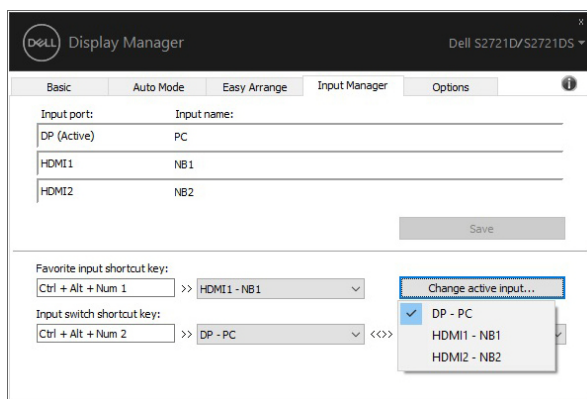 DELL Display Manager
Dell S2721D/S2721DS
x
Basic Auto Mode Easy Arrange Input Manager Options
Input port: Input name:
DP (Active) PC
HDMI1 NB1
HDMI2 NB2
Save
Favorite input shortcut key:
Ctrl + Alt + Num 1 >> HDMI1 - NB1 Change active input...
Input switch shortcut key:
Ctrl + Alt + Num 2 >> DP - PC <<>>
DP - PC
HDMI1 - NB1
HDMI2 - NB2